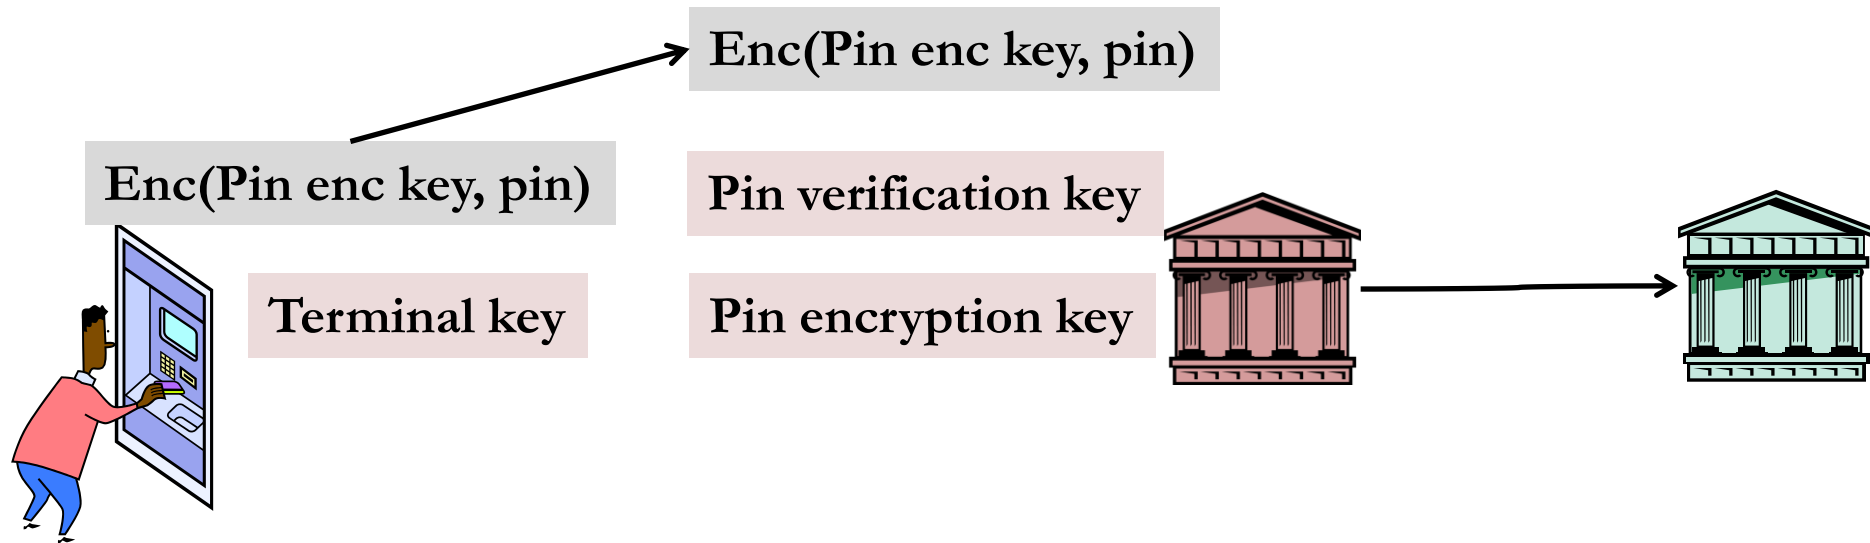 Enc(Pin enc key, pin)
Enc(Pin enc key, pin)
Pin verification key
Terminal key
Pin encryption key